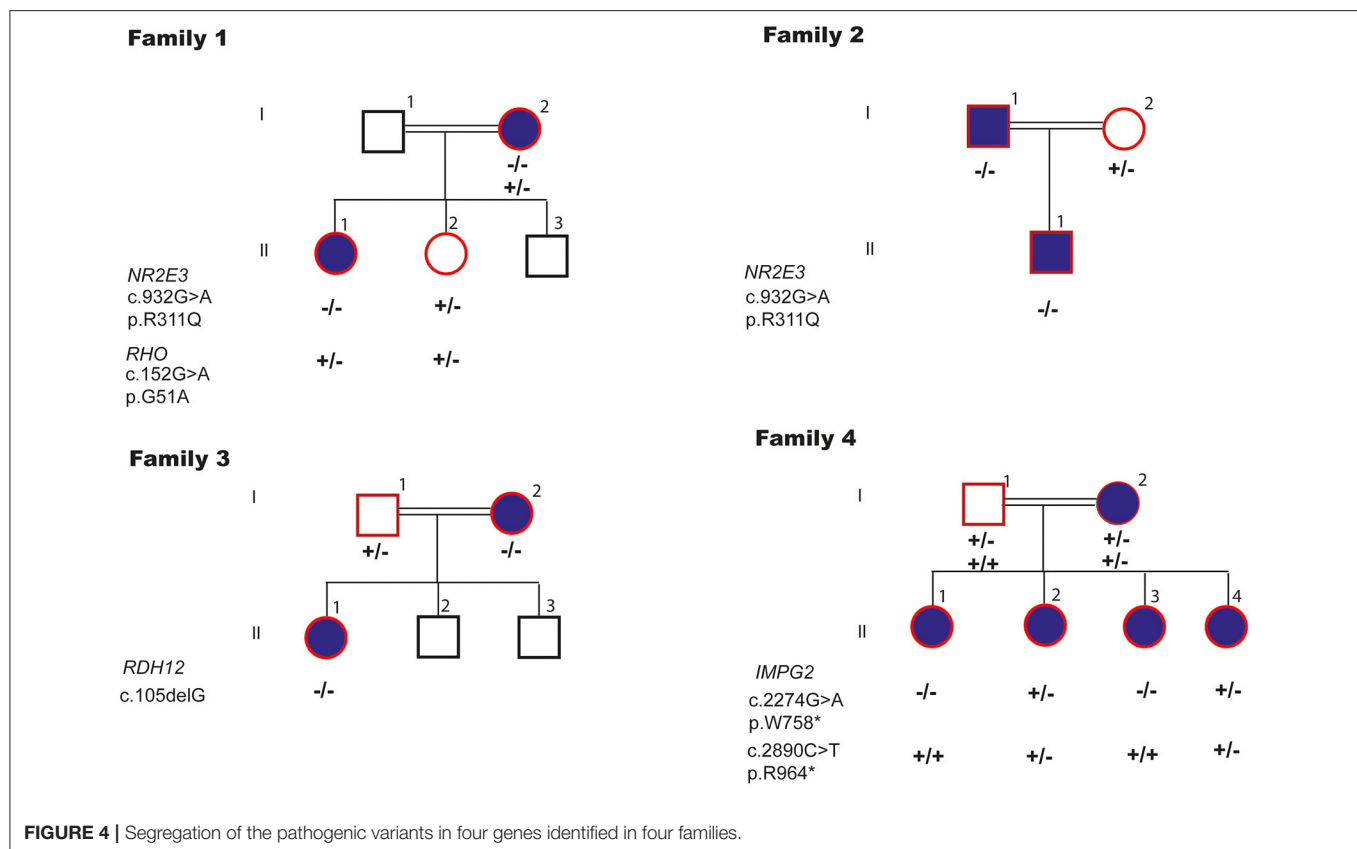 Family 1
I
1
2
-/-
+/-
II
1
2
3
NR2E3
c.932G>A
p.R311Q
-/-
+/-
RHO
c.152G>A
p.G51A
+/-
+/-
Family 2
I
1
2
-/-
+/-
II
1
NR2E3
c.932G>A
p.R311Q
-/-
Family 3
I
1
2
+/-
-/-
II
1
2
3
RDH12
c.105delG
-/-
Family 4
I
1
2
+/-
+/-
+/+
+/-
II
1
2
3
4
IMPG2
c.2274G>A
p.W758*
-/-
+/-
-/-
+/-
c.2890C>T
p.R964*
+/+
+/-
+/+
+/-
FIGURE 4 | Segregation of the pathogenic variants in four genes identified in four families.